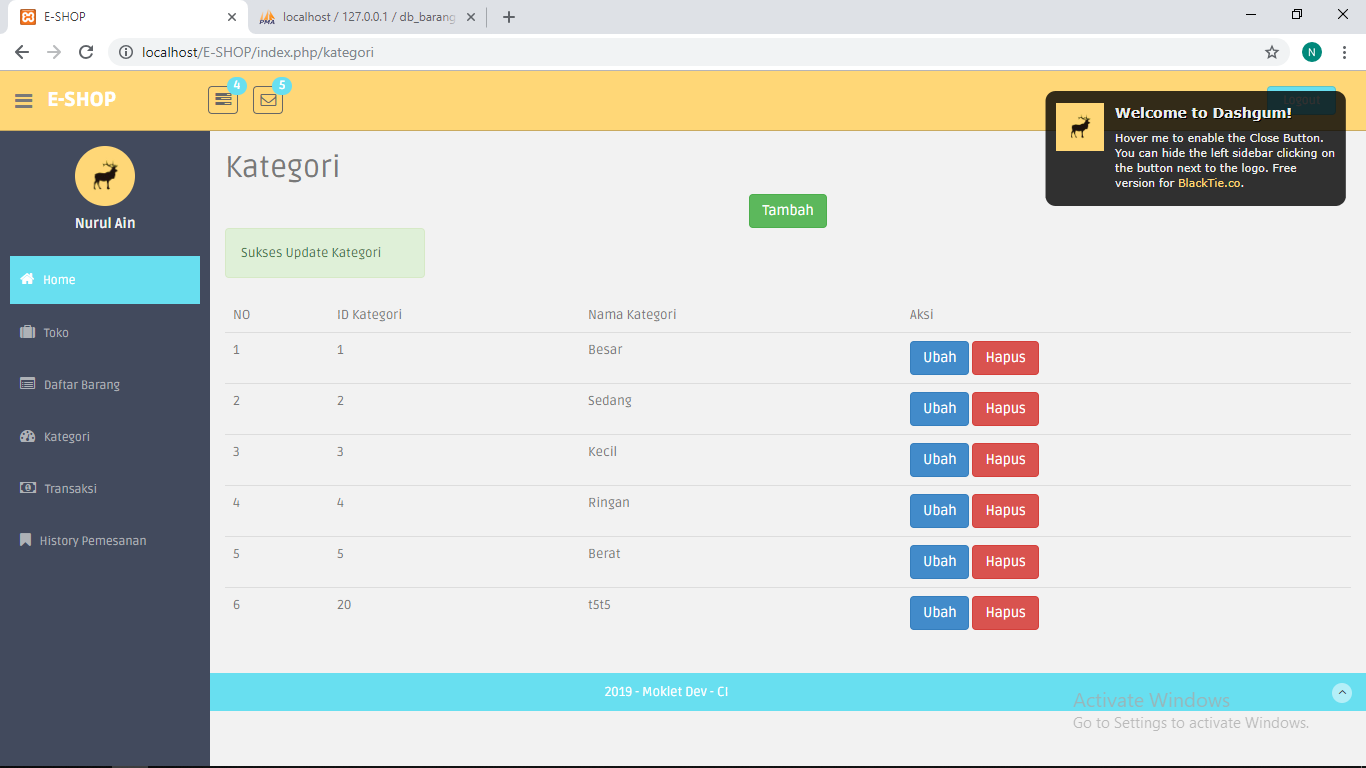 E-SHOP
PMA localhost / 127.0.0.1 / db_barang
localhost/E-SHOP/index.php/kategori
N
E-SHOP
4
5
Logout
Welcome to Dashgum!
Hover me to enable the Close Button.
You can hide the left sidebar clicking on
the button next to the logo. Free
version for BlackTie.co.
Nurul Ain
Home
Toko
Daftar Barang
Kategori
Transaksi
History Pemesanan
Kategori
Tambah
Sukses Update Kategori
NO ID Kategori Nama Kategori Aksi
1 1 Besar Ubah Hapus
2 2 Sedang Ubah Hapus
3 3 Kecil Ubah Hapus
4 4 Ringan Ubah Hapus
5 5 Berat Ubah Hapus
6 20 t5t5 Ubah Hapus
2019 - Moklet Dev - CI
Activate Windows
Go to Settings to activate Windows.